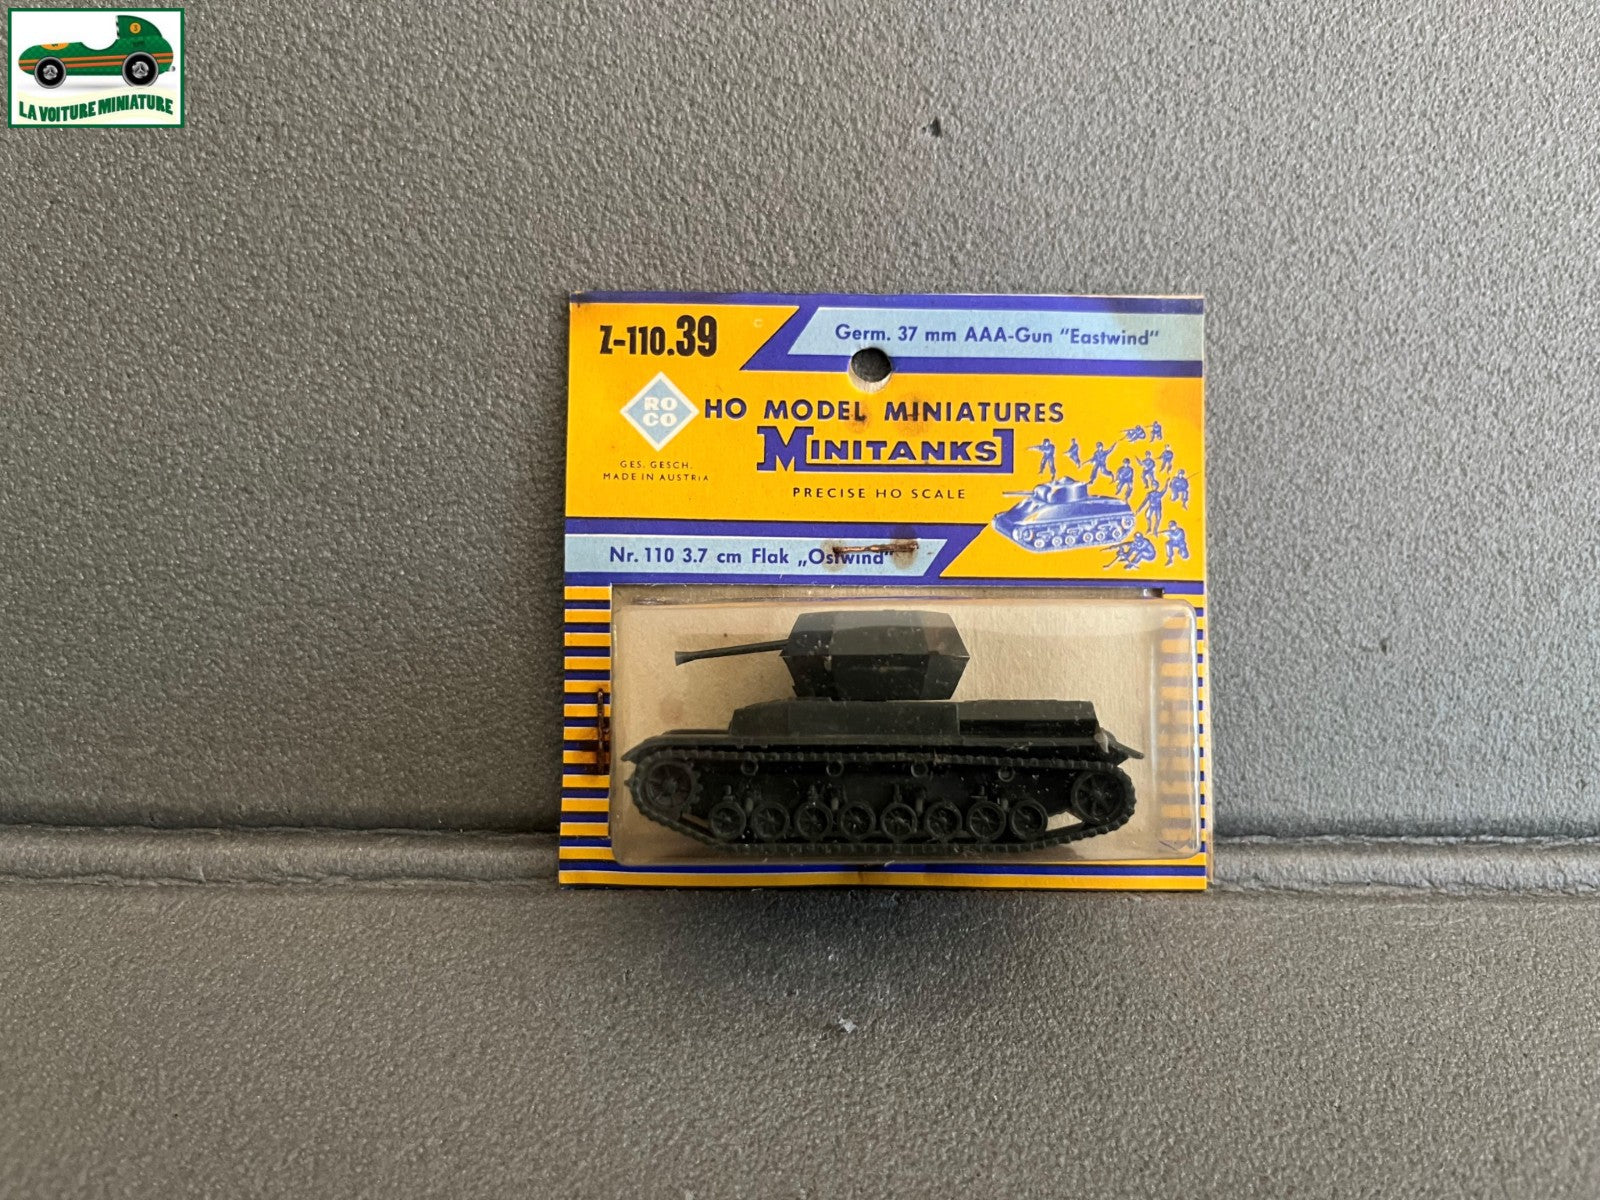 LA VOITURE MINIATURE
Z-110.39
Germ. 37 mm AAA-Gun "Eastwind"
RO
CO
HO MODEL MINIATURES
MINITANKS
GES. GESCH.
MADE IN AUSTRIA
PRECISE HO SCALE
Nr. 110 3.7 cm Flak „Ostwind"